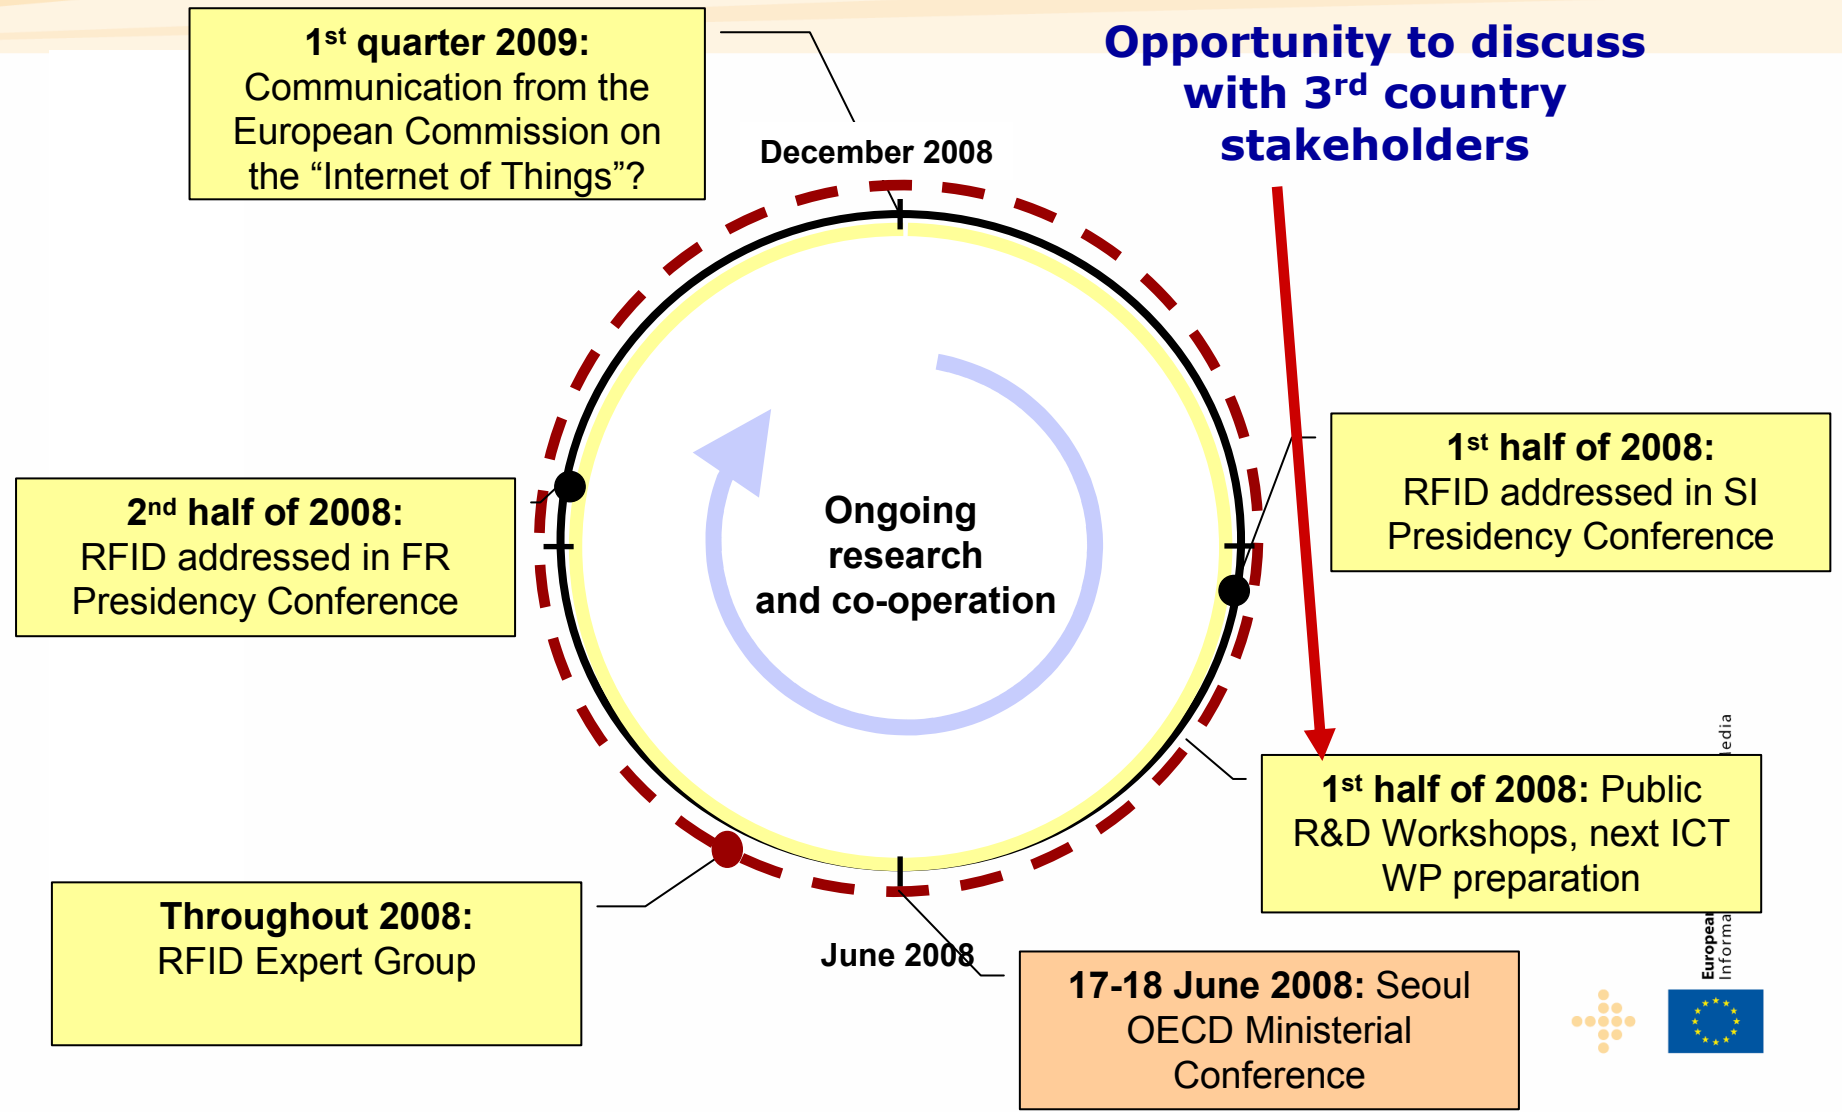 1st quarter 2009:
Communication from the
European Commission on
the “Internet of Things”?
Opportunity to discuss
with 3rd country
stakeholders
December 2008
1st half of 2008:
RFID addressed in SI
Presidency Conference
2nd half of 2008:
RFID addressed in FR
Presidency Conference
Ongoing
research
and co-operation
1st half of 2008: Public
R&D Workshops, next ICT
WP preparation
Throughout 2008:
RFID Expert Group
June 2008
17-18 June 2008: Seoul
OECD Ministerial
Conference